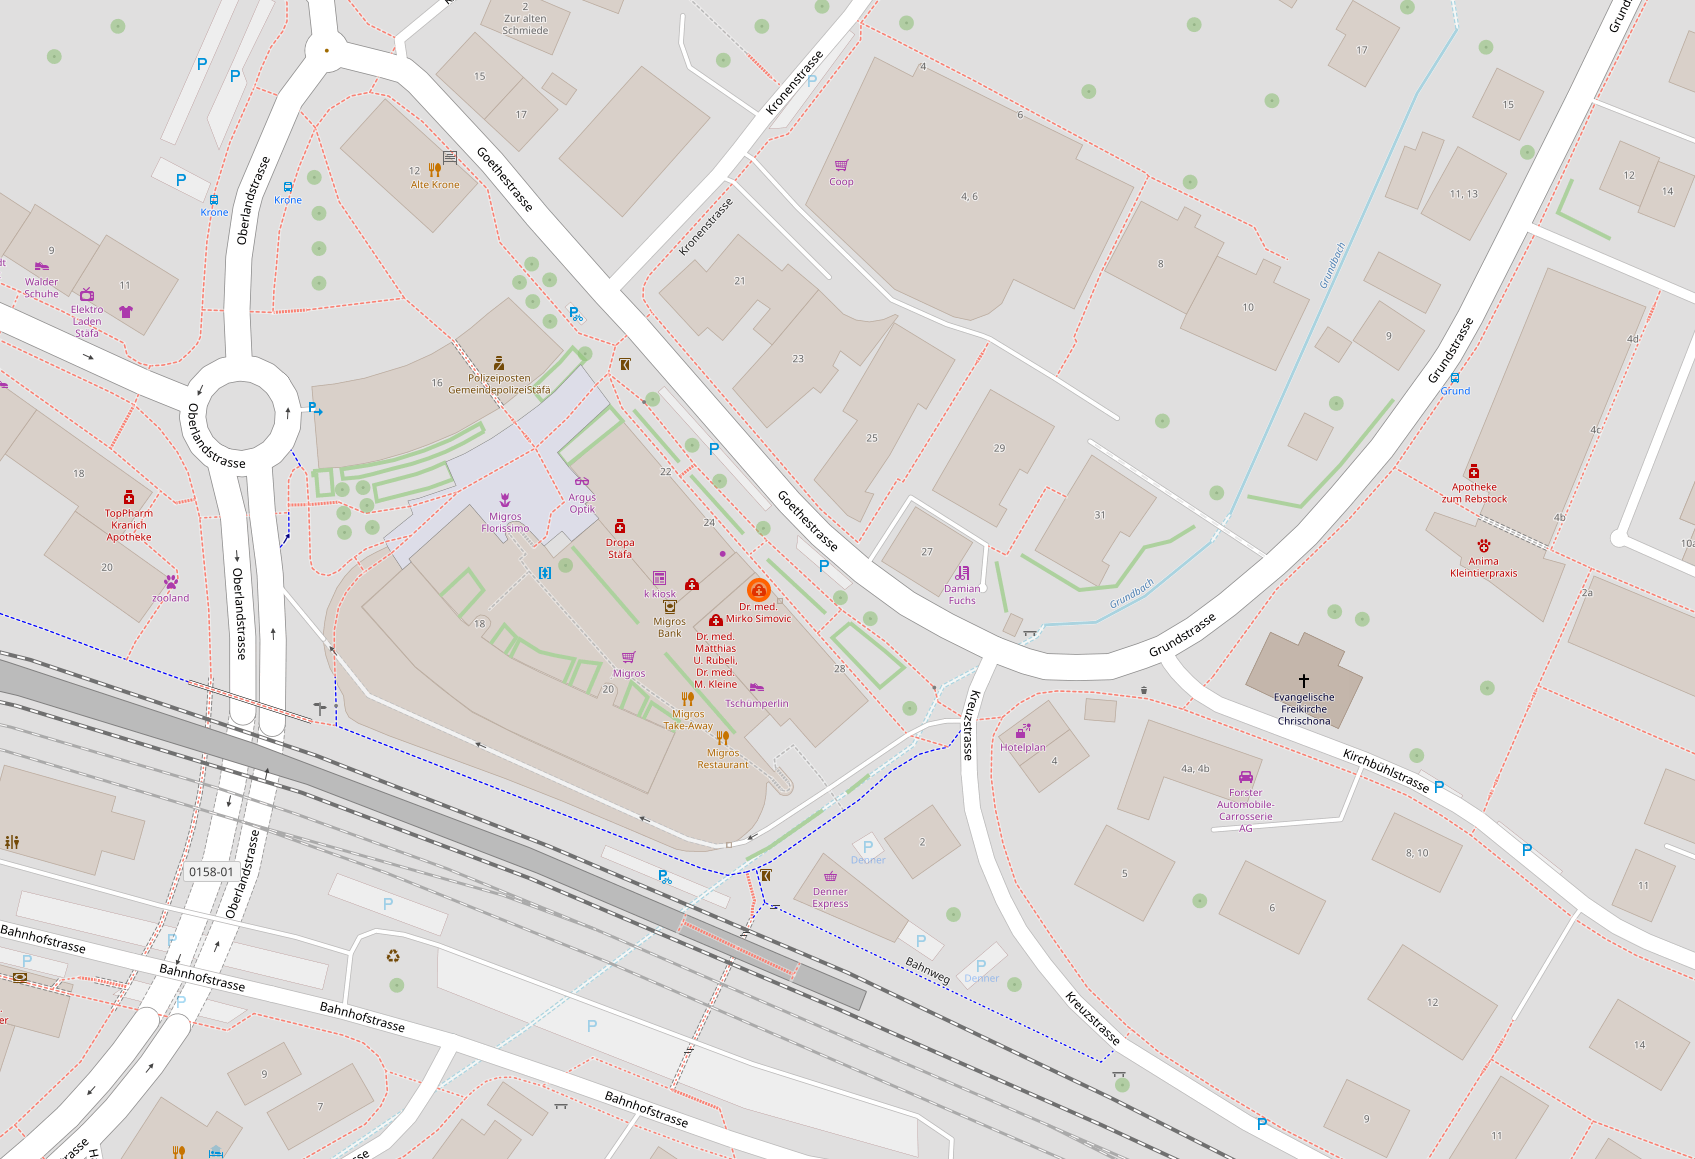 2
Zur alten
Schmiede
15
17
4
6
17
15
P
P
P
P
Kronenstrasse
Grundstrasse
Goethestrasse
12
Alte Krone
Coop
4, 6
11, 13
12
14
P
Krone
Krone
Oberlandstrasse
Kronenstrasse
Grundbach
9
Walder
Schuhe
11
Elektro
Laden
Stäfa
21
8
10
9
4d
P
23
16
Polizeiposten
GemeindepolizeiStäfa
Grundstrasse
Grund
P
Oberlandstrasse
P
25
29
4c
18
22
TopPharm
Kranich
Apotheke
Migros
Florissimo
Argus
Optik
24
Goethestrasse
31
Apotheke
zum Rebstock
4b
10a
Dropa
Stäfa
27
P
20
zooland
k kiosk
Migros
Bank
Dr. med.
Mirko Simovic
Damian
Fuchs
Grundbach
Anima
Kleintierpraxis
2a
Oberlandstrasse
18
Dr. med.
Matthias
U. Rubeli,
Dr. med.
M. Kleine
Migros
28
Grundstrasse
20
Tschumperlin
Migros
Take-Away
Migros
Restaurant
Kreuzstrasse
Evangelische
Freikirche
Chrischona
Hotelplan
4
4a, 4b
Forster
Automobile-
Carrosserie
AG
Kirchbühlstrasse
P
2
P
Denner
8, 10
P
5
Denner
Express
6
11
0158-01
Oberlandstrasse
P
P
P
P
P
Denner
Bahnhofstrasse
Bahnhofstrasse
Bahnhofstrasse
Bahnweg
P
P
12
Kreuzstrasse
14
9
7
Bahnhofstrasse
P
9
11